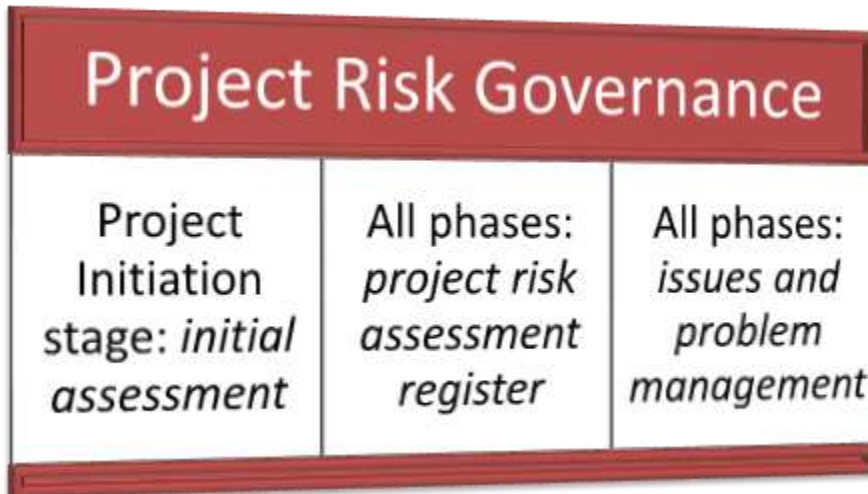 Project Risk Governance
Project
Initiation
stage: initial
assessment
All phases:
project risk
assessment
register
All phases:
issues and
problem
management